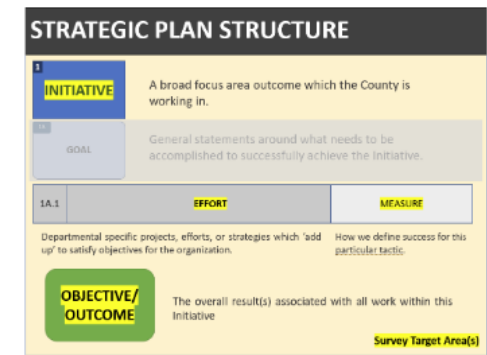 STRATEGIC PLAN STRUCTURE
1
INITIATIVE
A broad focus area outcome which the County is
working in.
GOAL
General statements around what needs to be
accomplished to successfully achieve the Initiative.
1A.1
EFFORT
MEASURE
Departmental specific projects, efforts, or strategies which 'add
up' to satisfy objectives for the organization.
How we define success for this
particular tactic.
OBJECTIVE/
OUTCOME
The overall result(s) associated with all work within this
Initiative
Survey Target Area(s)